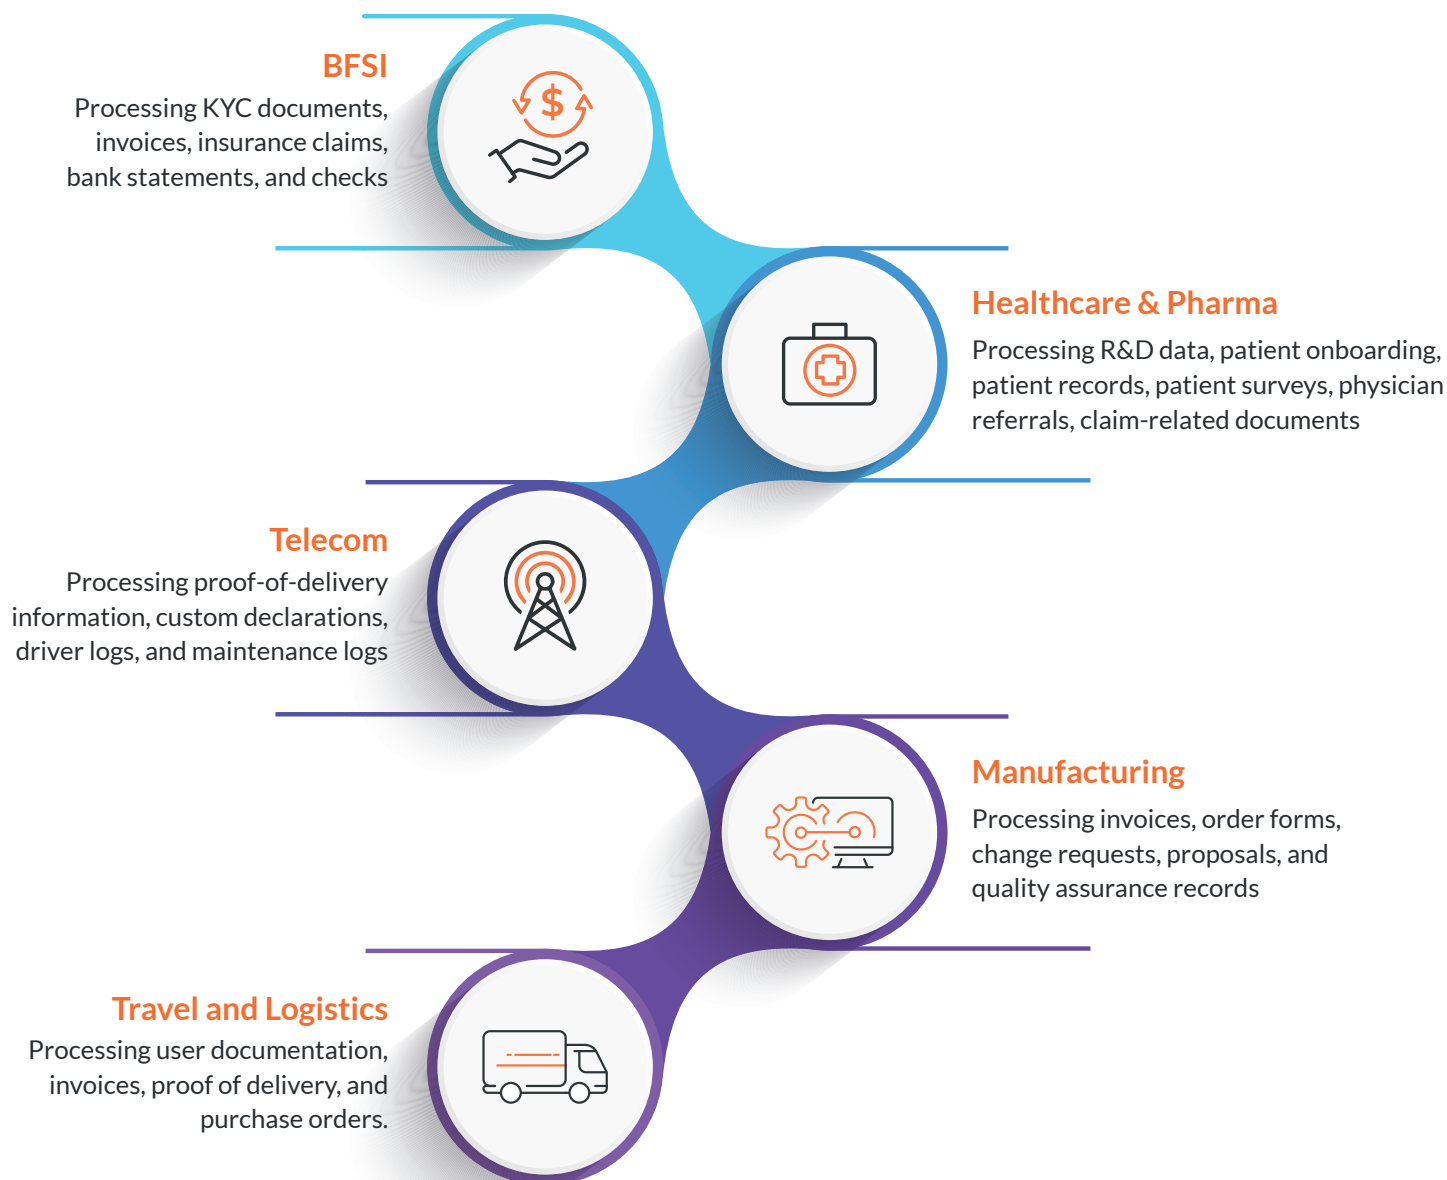 BFSI
Processing KYC documents,
invoices, insurance claims,
bank statements, and checks
$
Healthcare & Pharma
Processing R&D data, patient onboarding,
patient records, patient surveys, physician
referrals, claim-related documents
Telecom
Processing proof-of-delivery
information, custom declarations,
driver logs, and maintenance logs
Manufacturing
Processing invoices, order forms,
change requests, proposals, and
quality assurance records
Travel and Logistics
Processing user documentation,
invoices, proof of delivery, and
purchase orders.